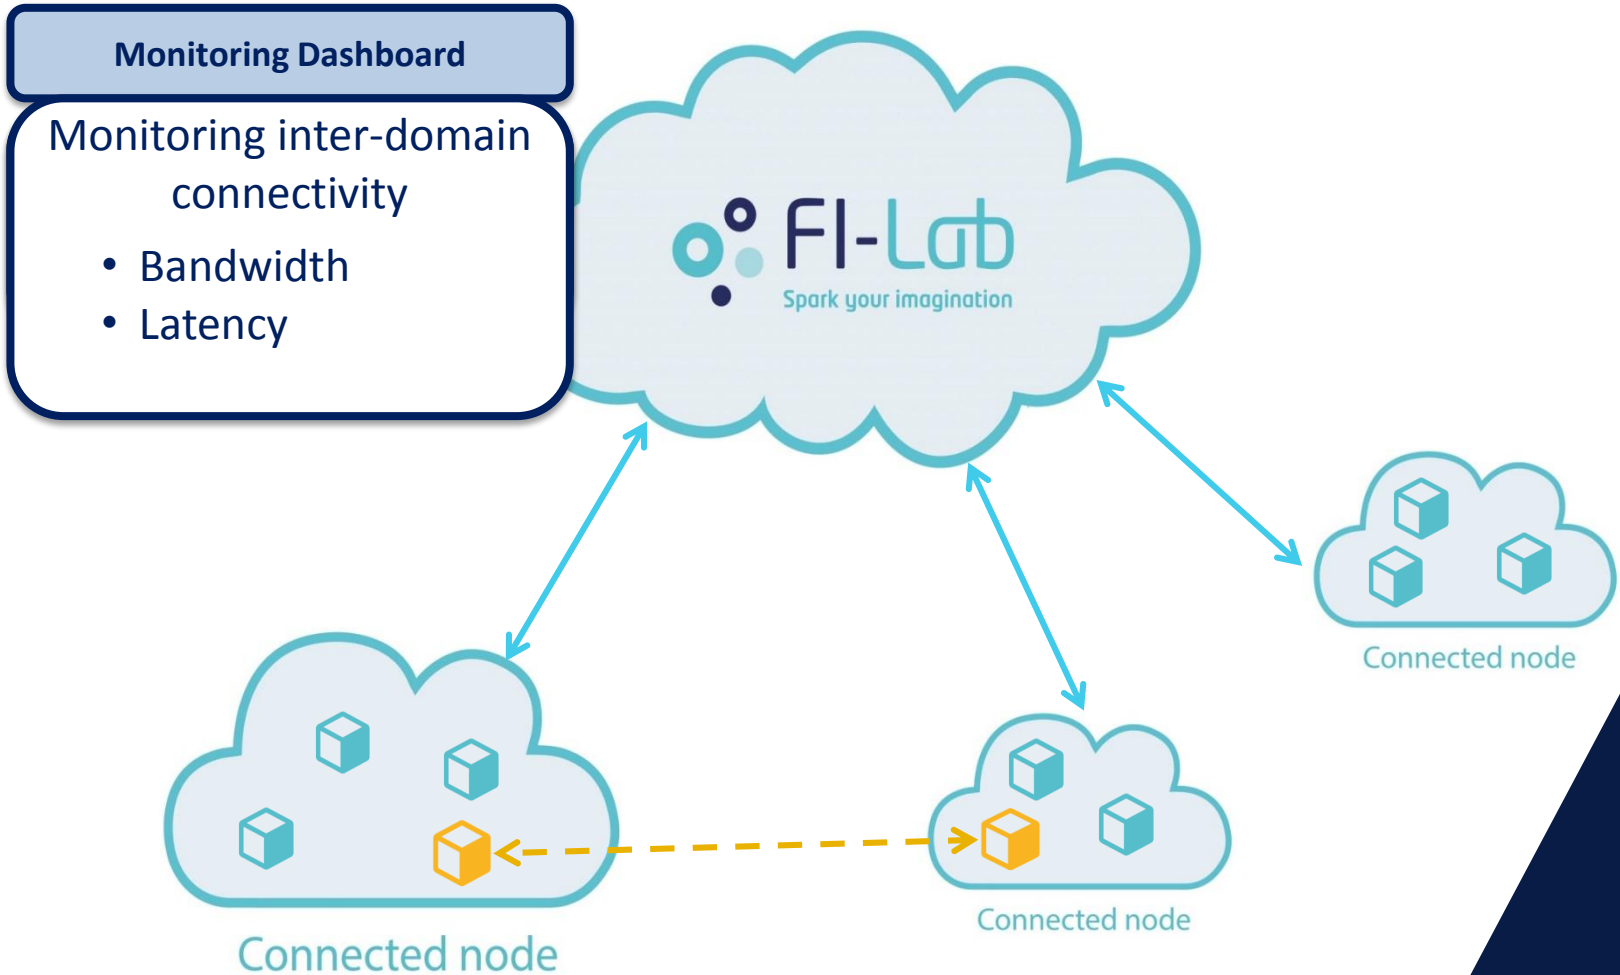 Monitoring Dashboard
Monitoring inter-domain
connectivity
• Bandwidth
• Latency
FI-Lab
Spark your imagination
Connected node
Connected node
Connected node